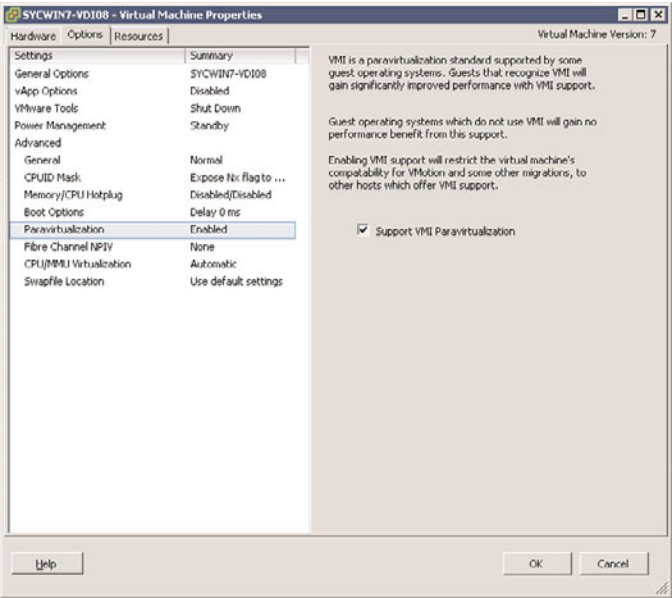 SYCWIN7-VDI08 - Virtual Machine Properties
Hardware Options Resources Virtual Machine Version: 7
Settings Summary
General Options SYCWIN7-VDI08
vApp Options Disabled
VMware Tools Shut Down
Power Management Standby
Advanced
General Normal
CPUID Mask Expose Nx flag to ...
Memory/CPU Hotplug Disabled/Disabled
Boot Options Delay 0 ms
Paravirtualization Enabled
Fibre Channel NPIV None
CPU/MMU Virtualization Automatic
Swapfile Location Use default settings
VMI is a paravirtualization standard supported by some
guest operating systems. Guests that recognize VMI will
gain significantly improved performance with VMI support.
Guest operating systems which do not use VMI will gain no
performance benefit from this support.
Enabling VMI support will restrict the virtual machine's
compatability for VMotion and some other migrations, to
other hosts which offer VMI support.
Support VMI Paravirtualization
Help OK Cancel